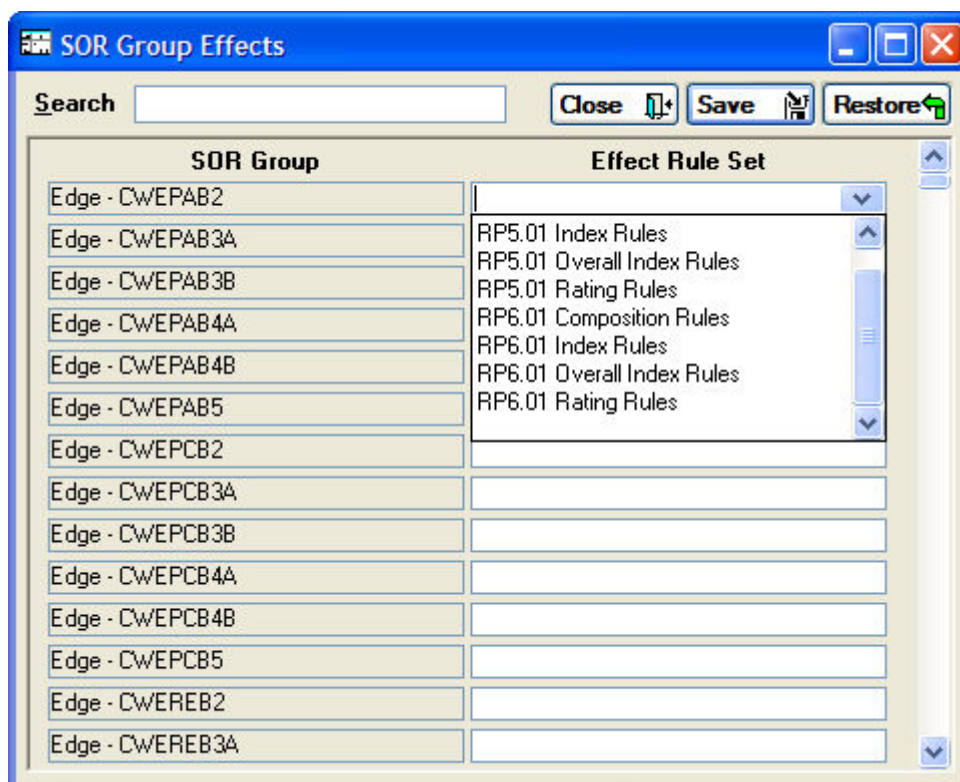 SOR Group Effects
Search Close Save Restore
SOR Group Effect Rule Set
Edge - CWEPAB2
Edge - CWEPAB3A
Edge - CWEPAB3B
Edge - CWEPAB4A
Edge - CWEPAB4B
Edge - CWEPAB5
Edge - CWEPCB2
Edge - CWEPCB3A
Edge - CWEPCB3B
Edge - CWEPCB4A
Edge - CWEPCB4B
Edge - CWEPCB5
Edge - CWEREB2
Edge - CWEREB3A
RP5.01 Index Rules
RP5.01 Overall Index Rules
RP5.01 Rating Rules
RP6.01 Composition Rules
RP6.01 Index Rules
RP6.01 Overall Index Rules
RP6.01 Rating Rules